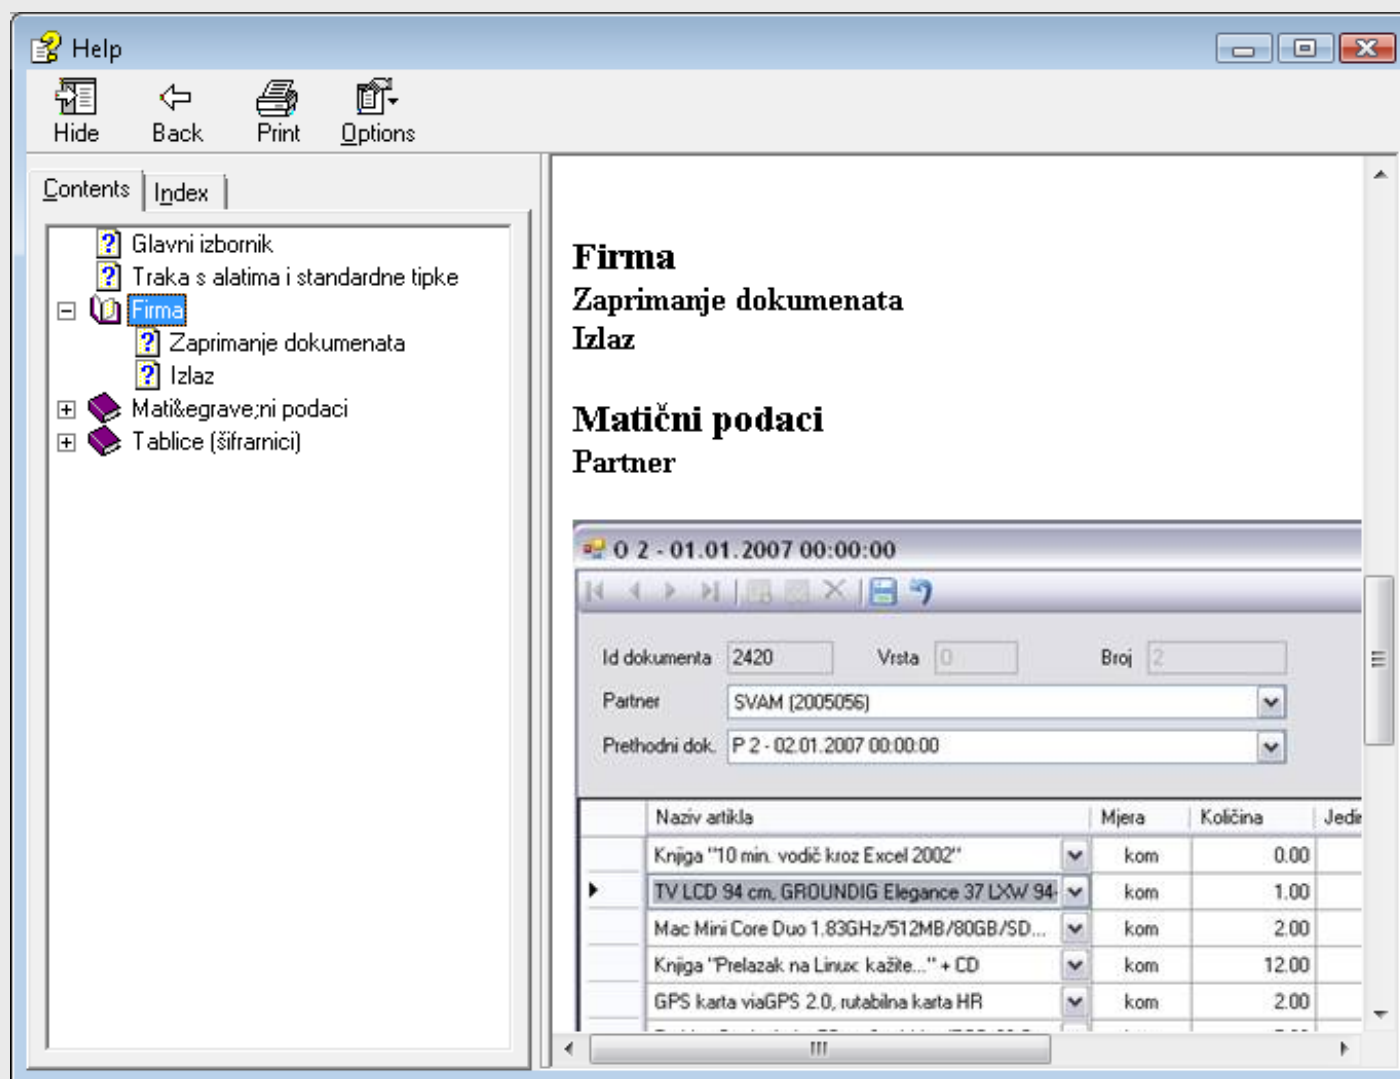 Help
Hide Back Print Options
Contents Index
Glavni izbornik
Traka s alatima i standardne tipke
Firma
Zaprimanje dokumenata
Izlaz
Mati&egrave;ni podaci
Tablice (šifrarnici)
Firma
Zaprimanje dokumenata
Izlaz
Matični podaci
Partner
O 2 - 01.01.2007 00:00:00
Id dokumenta 2420 Vrsta O Broj 2
Partner SVAM (2005056)
Prethodni dok. P 2 - 02.01.2007 00:00:00
Naziv artikla Mjera Količina Jedir
Knjiga "10 min. vodič kroz Excel 2002" kom 0.00
TV LCD 94 cm, GROUNDIG Elegance 37 LXW 94- kom 1.00
Mac Mini Core Duo 1.83GHz/512MB/80GB/SD... kom 2.00
Knjiga "Prelazak na Linux: kažite..." + CD kom 12.00
GPS karta viaGPS 2.0, rutabilna karta HR kom 2.00